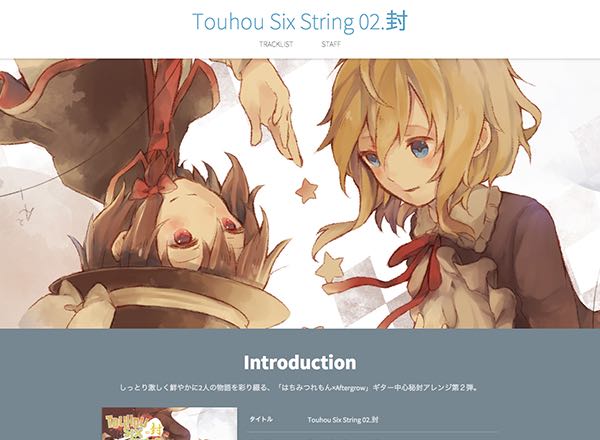 Touhou Six String 02.封
TRACKLIST STAFF
Introduction
しっとり激しく鮮やかに2人の物語を彩り綴る、「はちみつれもん×Aftergrow」ギター中心秘封アレンジ第２弾。
タイトル Touhou Six String 02.封